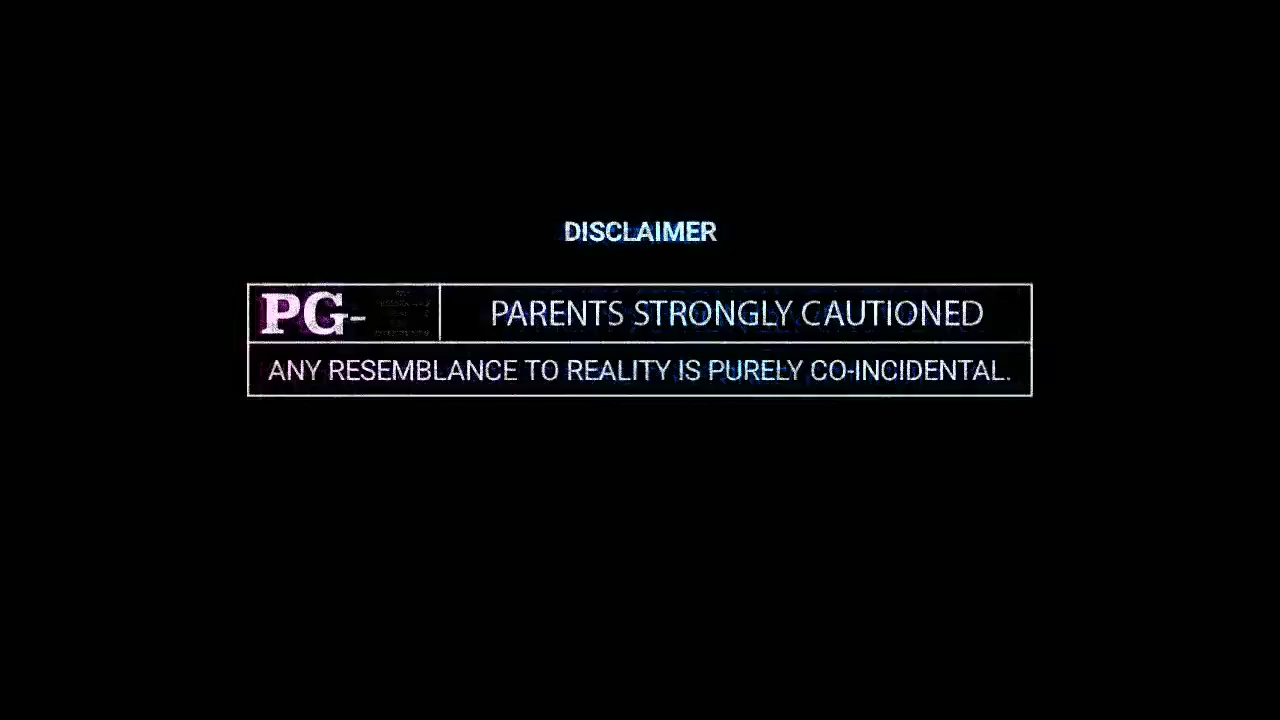 DISCLAIMER
PG-
PARENTS STRONGLY CAUTIONED
ANY RESEMBLANCE TO REALITY IS PURELY CO-INCIDENTAL.